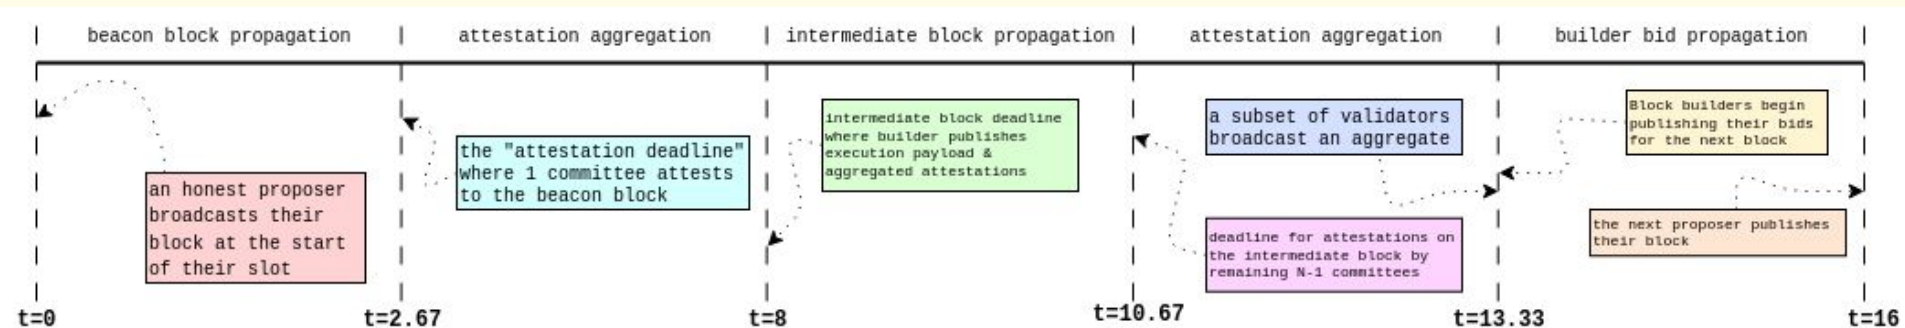 beacon block propagation
attestation aggregation
intermediate block propagation
attestation aggregation
builder bid propagation
an honest proposer
broadcasts their
block at the start
of their slot
the "attestation deadline"
where 1 committee attests
to the beacon block
intermediate block deadline
where builder publishes
execution payload &
aggregated attestations
a subset of validators
broadcast an aggregate
deadline for attestations on
the intermediate block by
remaining N-1 committees
Block builders begin
publishing their bids
for the next block
the next proposer publishes
their block
t=0
t=2.67
t=8
t=10.67
t=13.33
t=16